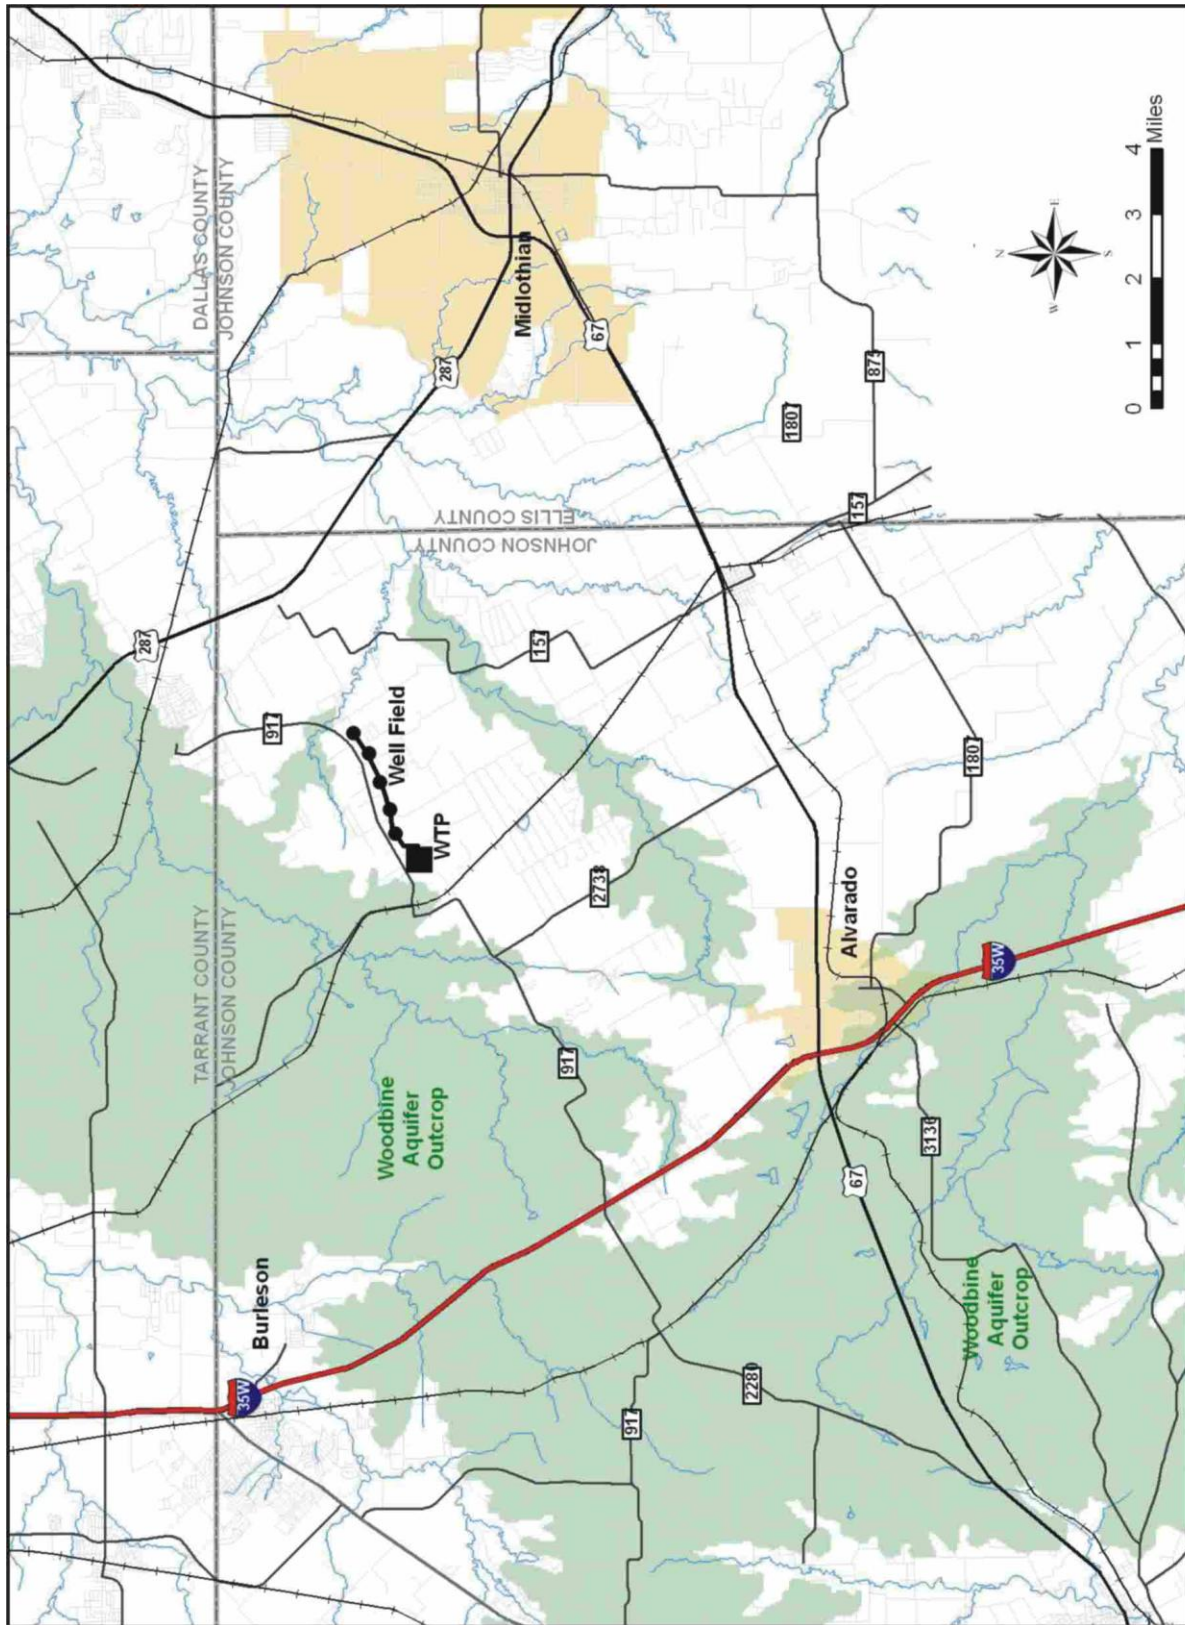 DALLAS COUNTY
JOHNSON COUNTY
TARRANT COUNTY
JOHNSON COUNTY
ELLIS COUNTY
JOHNSON COUNTY
287
287
917
Well Field
WTP
157
Midlothian
67
1807
875
157
2738
1807
Alvarado
35W
917
Woodbine
Aquifer
Outcrop
Burleson
35W
3136
67
Woodbine
Aquifer
Outcrop
2280
917
N
E
S
W
0 1 2 3 4
Miles